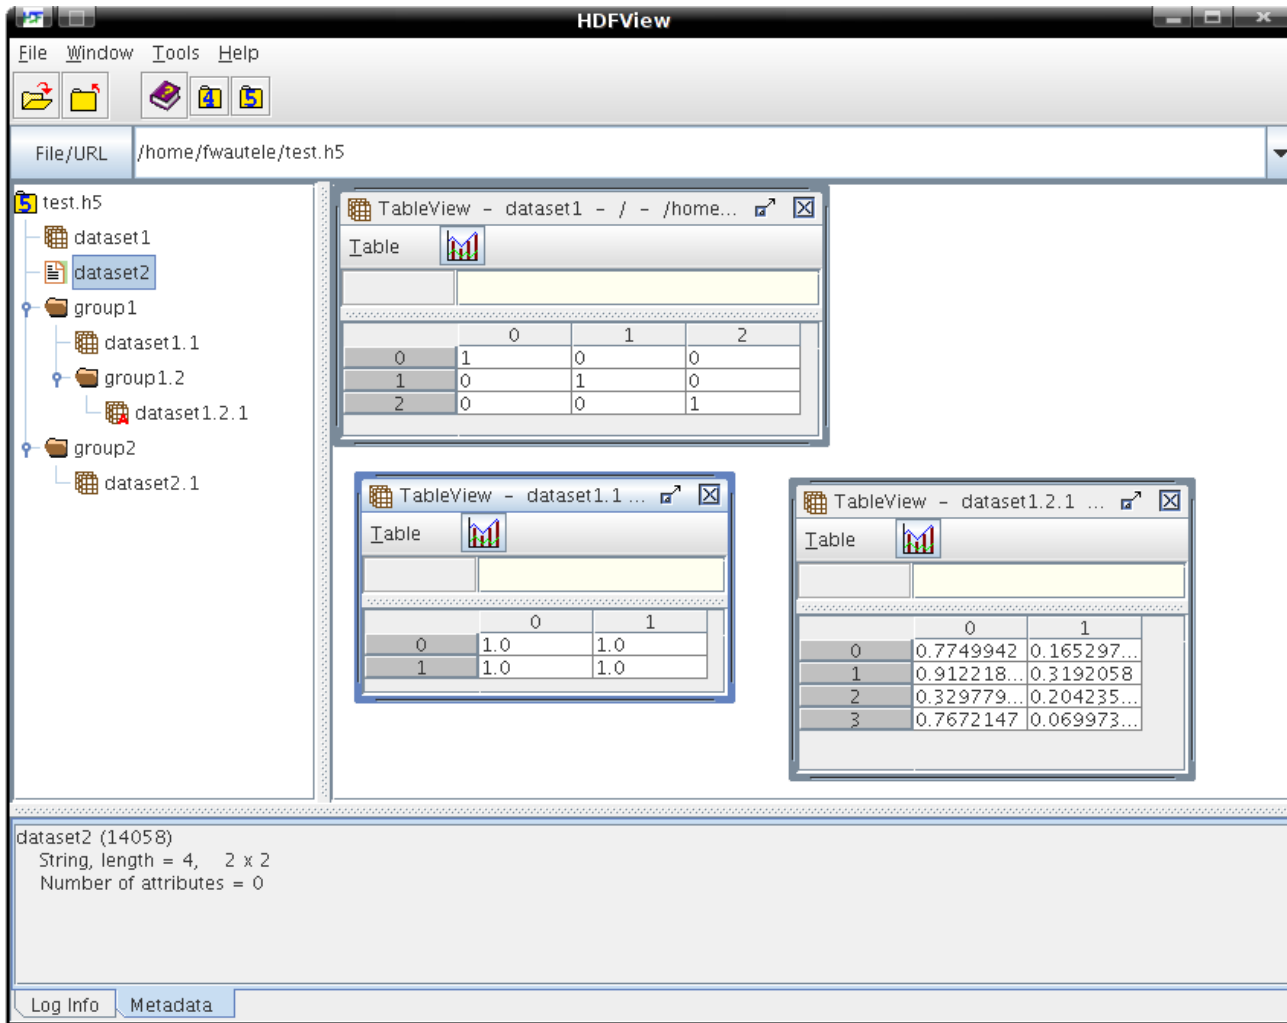 HDFView
File Window Tools Help
4 5
File/URL /home/fwautele/test.h5
5 test.h5
dataset1
dataset2
group1
dataset1.1
group1.2
dataset1.2.1
group2
dataset2.1
TableView - dataset1 - / - /home...
Table
0 1 2
0 1 0 0
1 0 1 0
2 0 0 1
TableView - dataset1.1 ...
Table
0 1
0 1.0 1.0
1 1.0 1.0
TableView - dataset1.2.1 ...
Table
0 1
0 0.7749942 0.165297...
1 0.912218... 0.3192058
2 0.329779... 0.204235...
3 0.7672147 0.069973...
dataset2 (14058)
String, length = 4, 2 x 2
Number of attributes = 0
Log Info Metadata